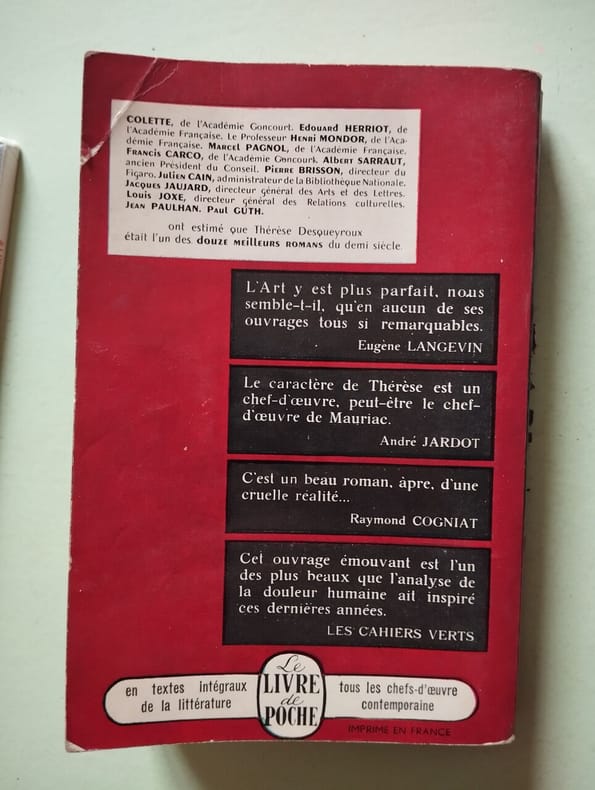 COLETTE, de l'Académie Goncourt. Edouard HERRIOT, de
l'Académie Française. Le Professeur Henri MONDOR, de l'Aca-
démie Française. Marcel PAGNOL, de l'Académie Française.
Francis CARCO, de l'Académie Goncourt. Albert SARRAUT,
ancien Président du Conseil. Pierre BRISSON, directeur du
Figaro. Julien CAIN, administrateur de la Bibliothèque Nationale.
Jacques JAUJARD, directeur général des Arts et des Lettres.
Louis JOXE, directeur général des Relations culturelles.
Jean PAULHAN. Paul GUTH.
ont estimé que Thérèse Desqueyroux
était l'un des douze meilleurs romans du demi siècle.
L'Art y est plus parfait, nous
semble-t-il, qu'en aucun de ses
ouvrages tous si remarquables.
Eugène LANGEVIN
Le caractère de Thérèse est un
chef-d'œuvre, peut-être le chef-
d'œuvre de Mauriac.
André JARDOT
C'est un beau roman, âpre, d'une
cruelle réalité...
Raymond COGNIAT
Cet ouvrage émouvant est l'un
des plus beaux que l'analyse de
la douleur humaine ait inspiré
ces dernières années.
LES CAHIERS VERTS
en textes intégraux
de la littérature
Le
LIVRE
de
POCHE
tous les chefs-d'œuvre
contemporaine
IMPRIMÉ EN FRANCE